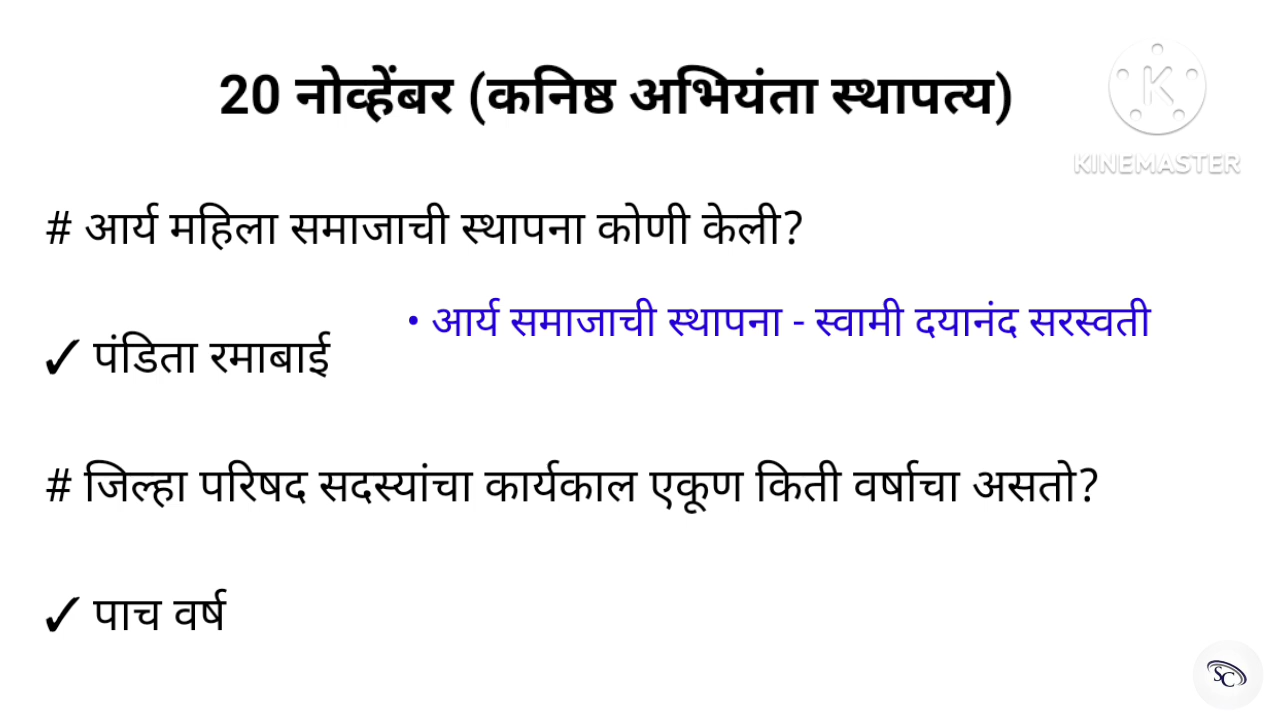 20 नोव्हेंबर (कनिष्ठ अभियंता स्थापत्य)
KINEMASTER
# आर्य महिला समाजाची स्थापना कोणी केली?
• आर्य समाजाची स्थापना - स्वामी दयानंद सरस्वती
✓ पंडिता रमाबाई
# जिल्हा परिषद सदस्यांचा कार्यकाल एकूण किती वर्षाचा असतो?
✓ पाच वर्ष
SC